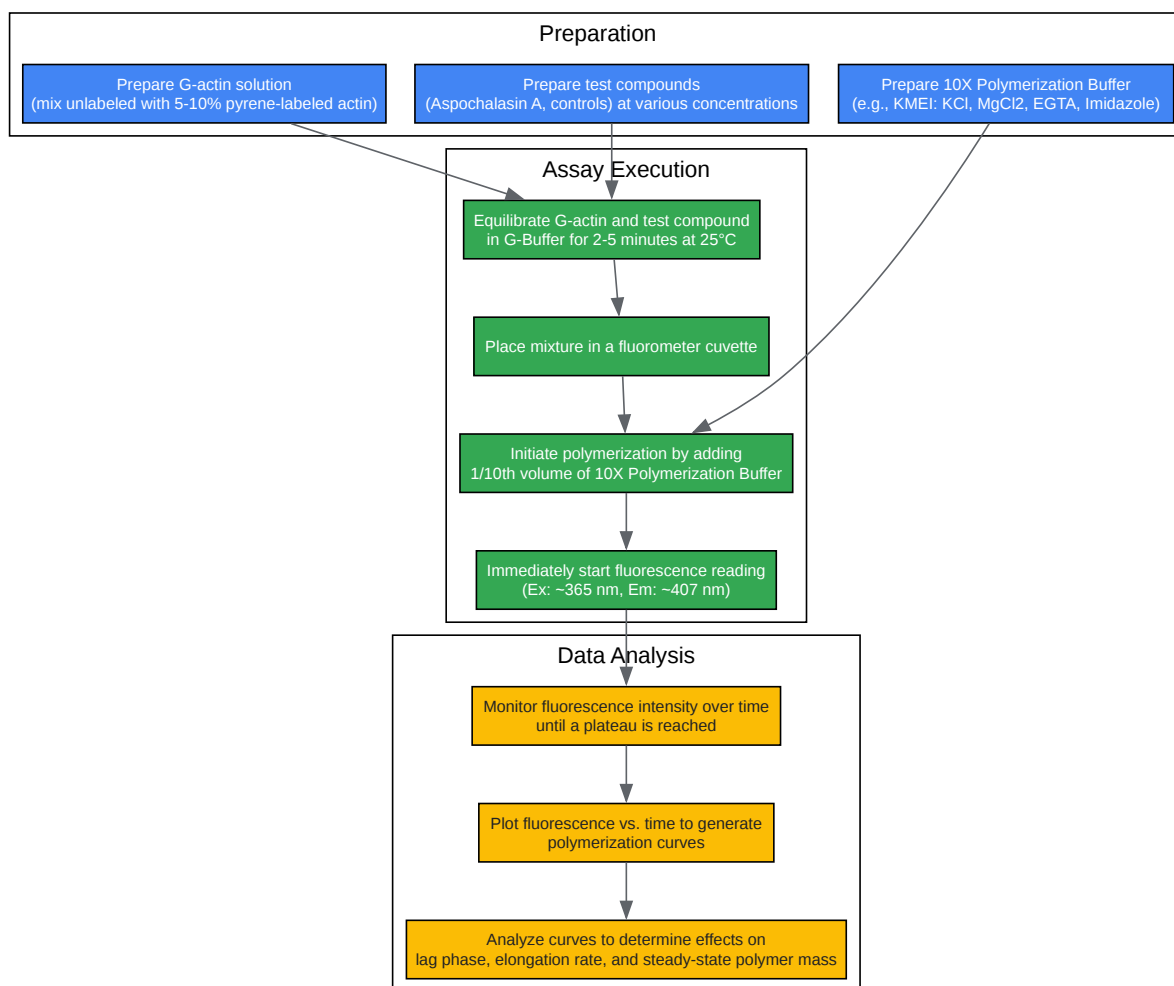 Preparation
Prepare G-actin solution
(mix unlabeled with 5-10% pyrene-labeled actin)
Prepare test compounds
(Aspochalasin A, controls) at various concentrations
Prepare 10X Polymerization Buffer
(e.g., KMEI: KCl, MgCl2, EGTA, Imidazole)
Assay Execution
Equilibrate G-actin and test compound
in G-Buffer for 2-5 minutes at 25°C
Place mixture in a fluorometer cuvette
Initiate polymerization by adding
1/10th volume of 10X Polymerization Buffer
Immediately start fluorescence reading
(Ex: ~365 nm, Em: ~407 nm)
Data Analysis
Monitor fluorescence intensity over time
until a plateau is reached
Plot fluorescence vs. time to generate
polymerization curves
Analyze curves to determine effects on
lag phase, elongation rate, and steady-state polymer mass